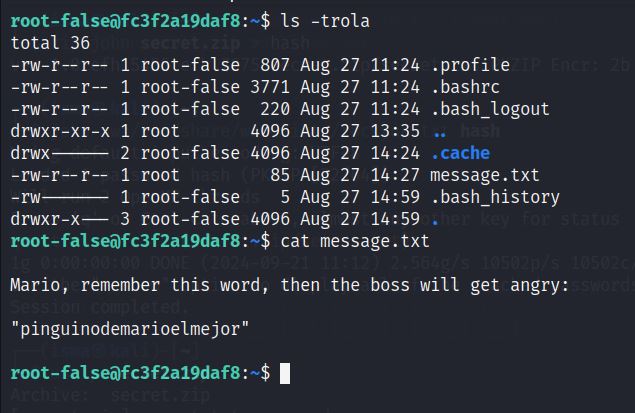 root-false@fc3f2a19daf8:~$ ls -trola
total 36
-rw-r--r-- 1 root-false  807 Aug 27 11:24 .profile
-rw-r--r-- 1 root-false 3771 Aug 27 11:24 .bashrc
-rw-r--r-- 1 root-false  220 Aug 27 11:24 .bash_logout
drwxr-xr-x 1 root       4096 Aug 27 13:35 ..
drwx------ 2 root-false 4096 Aug 27 14:24 .cache
-rw-r--r-- 1 root         85 Aug 27 14:27 message.txt
-rw------- 1 root-false    5 Aug 27 14:59 .bash_history
drwxr-x--- 3 root-false 4096 Aug 27 14:59 .
root-false@fc3f2a19daf8:~$ cat message.txt
Mario, remember this word, then the boss will get angry:
"pinguinodemarioelmejor"
root-false@fc3f2a19daf8:~$